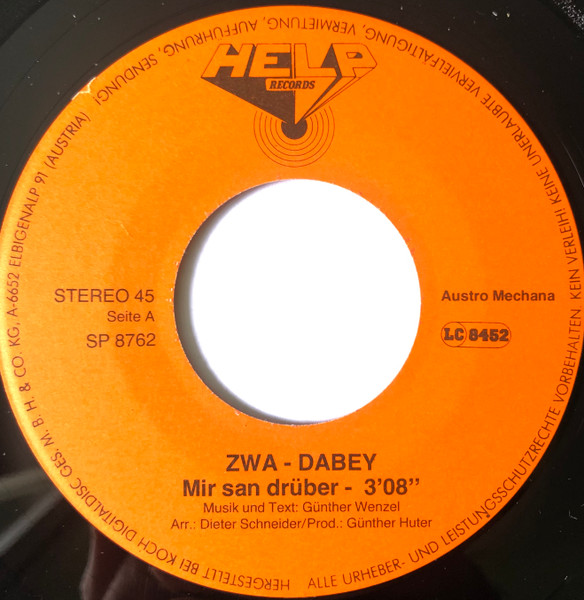 HELP
RECORDS
STEREO 45
Seite A
SP 8762
Austro Mechana
LC 8452
ZWA - DABEY
Mir san drüber - 3'08"
Musik und Text: Günther Wenzel
Arr.: Dieter Schneider/Prod.: Günther Huter
HERGESTELLT BEI KOCH DIGITALDISC GES. M. B. H. & CO. KG, A-6652 ELBIGENALP 91 (AUSTRIA)
ALLE URHEBER- UND LEISTUNGSSCHUTZRECHTE VORBEHALTEN. KEIN VERLEIH! KEINE UNERLAUBTE VERVIELFÄLTIGUNG, VERMIETUNG, AUFFÜHRUNG, SENDUNG!